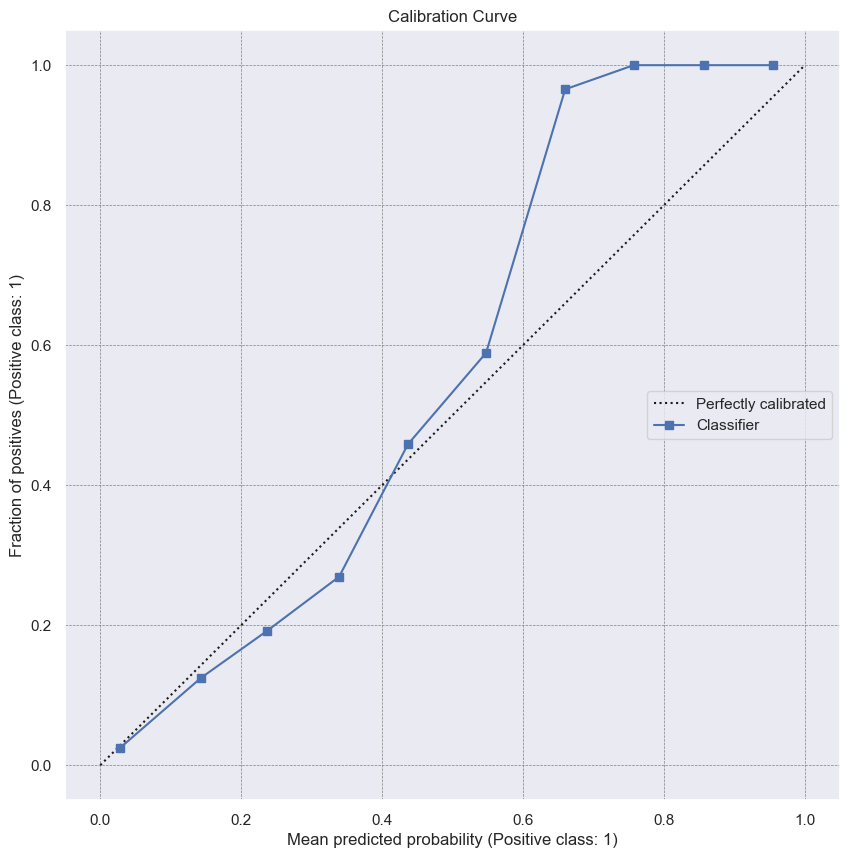 Calibration Curve
1.0
0.8
0.6
0.4
0.2
0.0
Fraction of positives (Positive class: 1)
Perfectly calibrated
Classifier
0.0 0.2 0.4 0.6 0.8 1.0
Mean predicted probability (Positive class: 1)